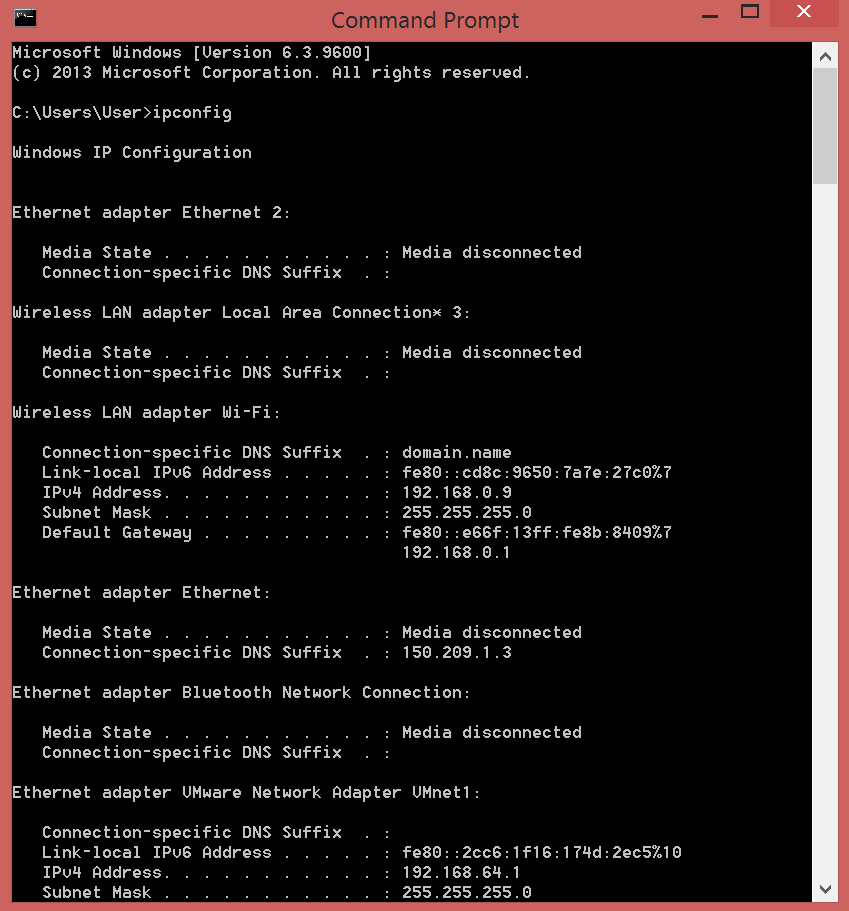 Command Prompt
Microsoft Windows [Version 6.3.9600]
(c) 2013 Microsoft Corporation. All rights reserved.
C:\Users\User>ipconfig
Windows IP Configuration
Ethernet adapter Ethernet 2:
   Media State . . . . . . . . . . . : Media disconnected
   Connection-specific DNS Suffix  . :
Wireless LAN adapter Local Area Connection* 3:
   Media State . . . . . . . . . . . : Media disconnected
   Connection-specific DNS Suffix  . :
Wireless LAN adapter Wi-Fi:
   Connection-specific DNS Suffix  . : domain.name
   Link-local IPv6 Address . . . . . : fe80::cd8c:9650:7a7e:27c0%7
   IPv4 Address. . . . . . . . . . . : 192.168.0.9
   Subnet Mask . . . . . . . . . . . : 255.255.255.0
   Default Gateway . . . . . . . . . : fe80::e66f:13ff:fe8b:8409%7
                                       192.168.0.1
Ethernet adapter Ethernet:
   Media State . . . . . . . . . . . : Media disconnected
   Connection-specific DNS Suffix  . : 150.209.1.3
Ethernet adapter Bluetooth Network Connection:
   Media State . . . . . . . . . . . : Media disconnected
   Connection-specific DNS Suffix  . :
Ethernet adapter VMware Network Adapter VMnet1:
   Connection-specific DNS Suffix  . :
   Link-local IPv6 Address . . . . . : fe80::2cc6:1f16:174d:2ec5%10
   IPv4 Address. . . . . . . . . . . : 192.168.64.1
   Subnet Mask . . . . . . . . . . . : 255.255.255.0